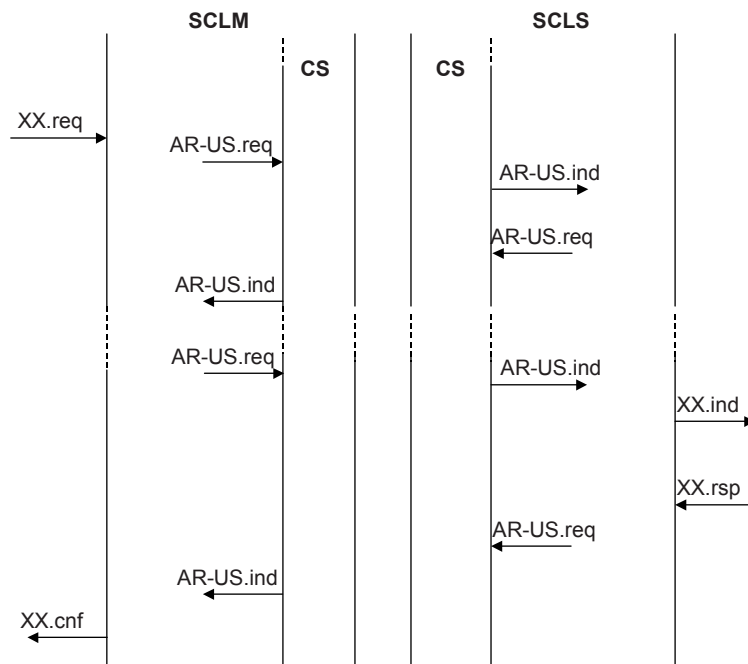 SCLM
SCLS
CS
CS
XX.req
AR-US.req
AR-US.ind
AR-US.req
AR-US.ind
AR-US.req
AR-US.ind
XX.ind
XX.rsp
AR-US.req
AR-US.ind
XX.cnf